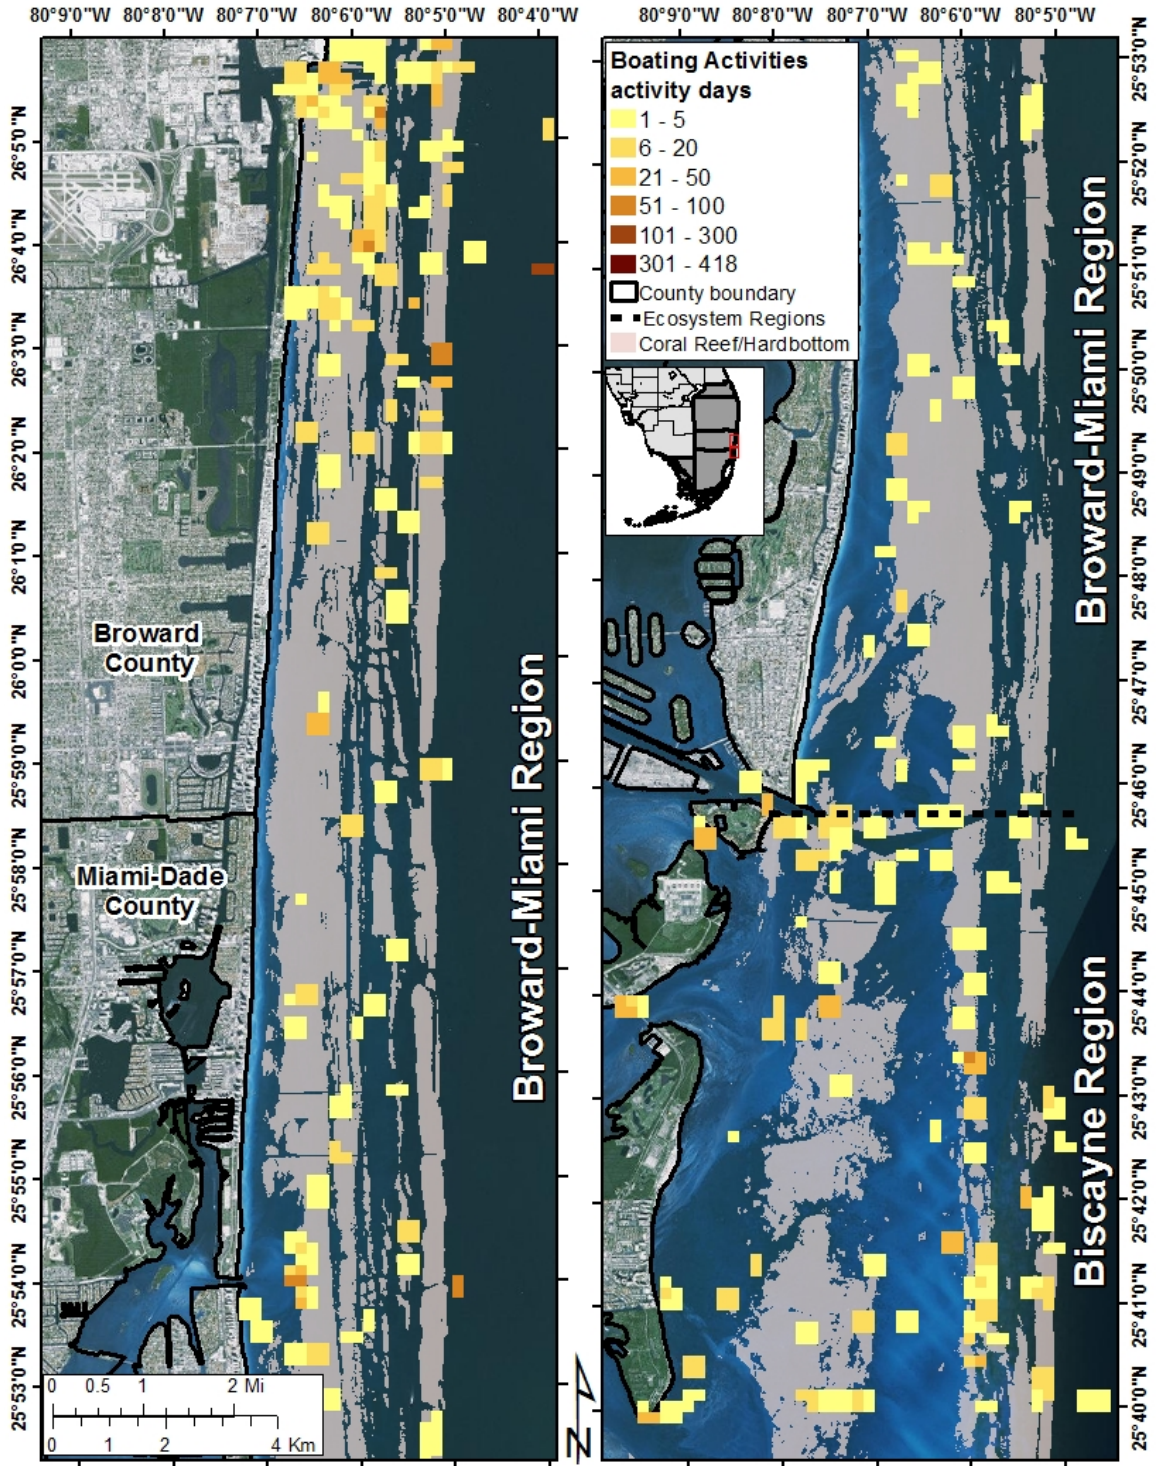 80°9'0"W 80°8'0"W 80°7'0"W 80°6'0"W 80°5'0"W 80°4'0"W
80°9'0"W 80°8'0"W 80°7'0"W 80°6'0"W 80°5'0"W
26°5'0"N
26°4'0"N
26°3'0"N
26°2'0"N
26°1'0"N
26°0'0"N
25°59'0"N
25°58'0"N
25°57'0"N
25°56'0"N
25°55'0"N
25°54'0"N
25°53'0"N
Broward
County
Miami-Dade
County
Broward-Miami Region
0 0.5 1 2 Mi
0 1 2 4 Km
N
Boating Activities
activity days
1 - 5
6 - 20
21 - 50
51 - 100
101 - 300
301 - 418
County boundary
Ecosystem Regions
Coral Reef/Hardbottom
Broward-Miami Region
Biscayne Region
25°53'0"N
25°52'0"N
25°51'0"N
25°50'0"N
25°49'0"N
25°48'0"N
25°47'0"N
25°46'0"N
25°45'0"N
25°44'0"N
25°43'0"N
25°42'0"N
25°41'0"N
25°40'0"N